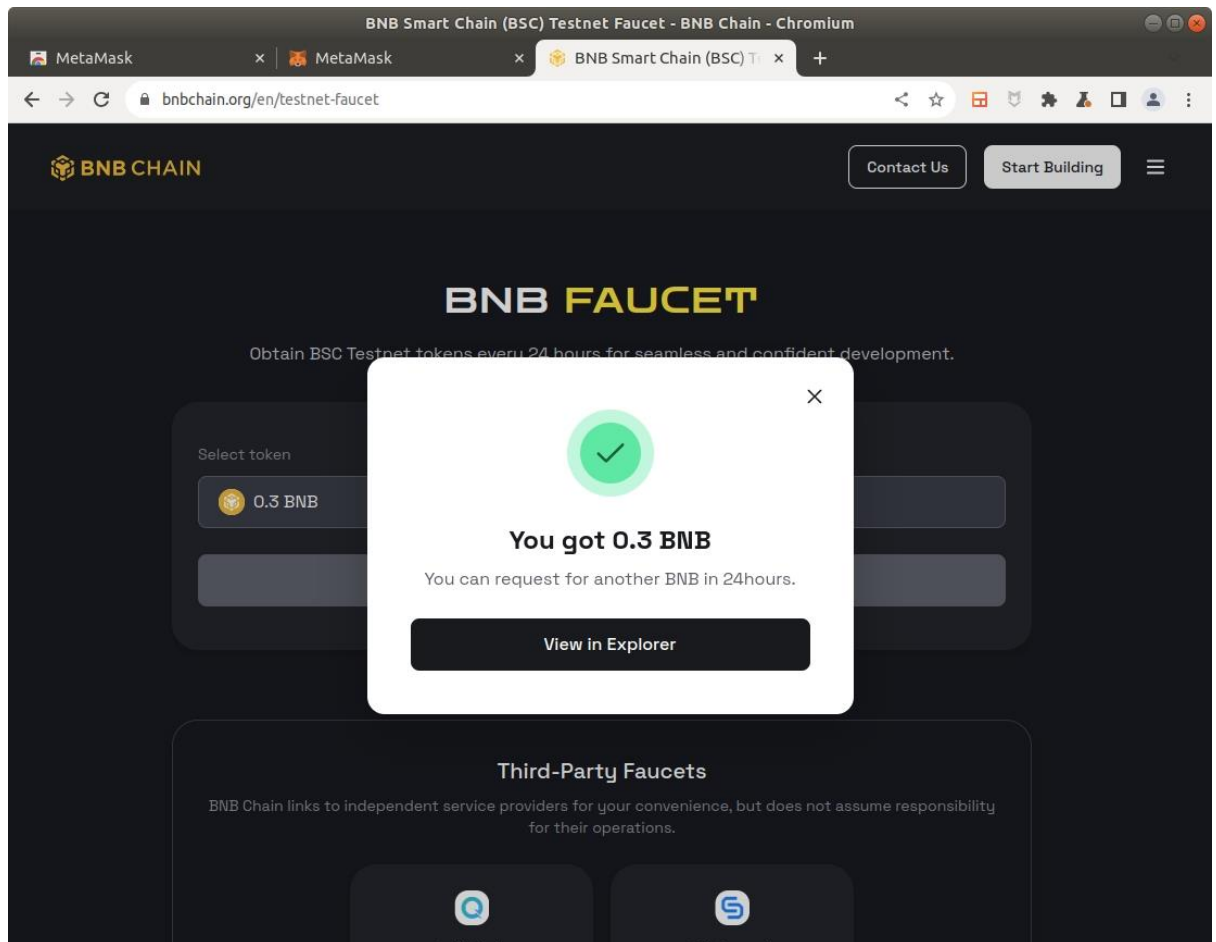 BNB Smart Chain (BSC) Testnet Faucet - BNB Chain - Chromium
MetaMask
MetaMask
BNB Smart Chain (BSC)
bnbchain.org/en/testnet-faucet
BNB CHAIN
Contact Us
Start Building
BNB FAUCET
Obtain BSC Testnet tokens every 24 hours for seamless and confident development.
Select token
0.3 BNB
You got 0.3 BNB
You can request for another BNB in 24hours.
View in Explorer
Third-Party Faucets
BNB Chain links to independent service providers for your convenience, but does not assume responsibility
for their operations.